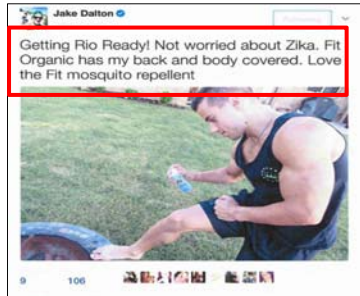 Jake Dalton
Getting Rio Ready! Not worried about Zika. Fit
Organic has my back and body covered. Love
the Fit mosquito repellent
9 106